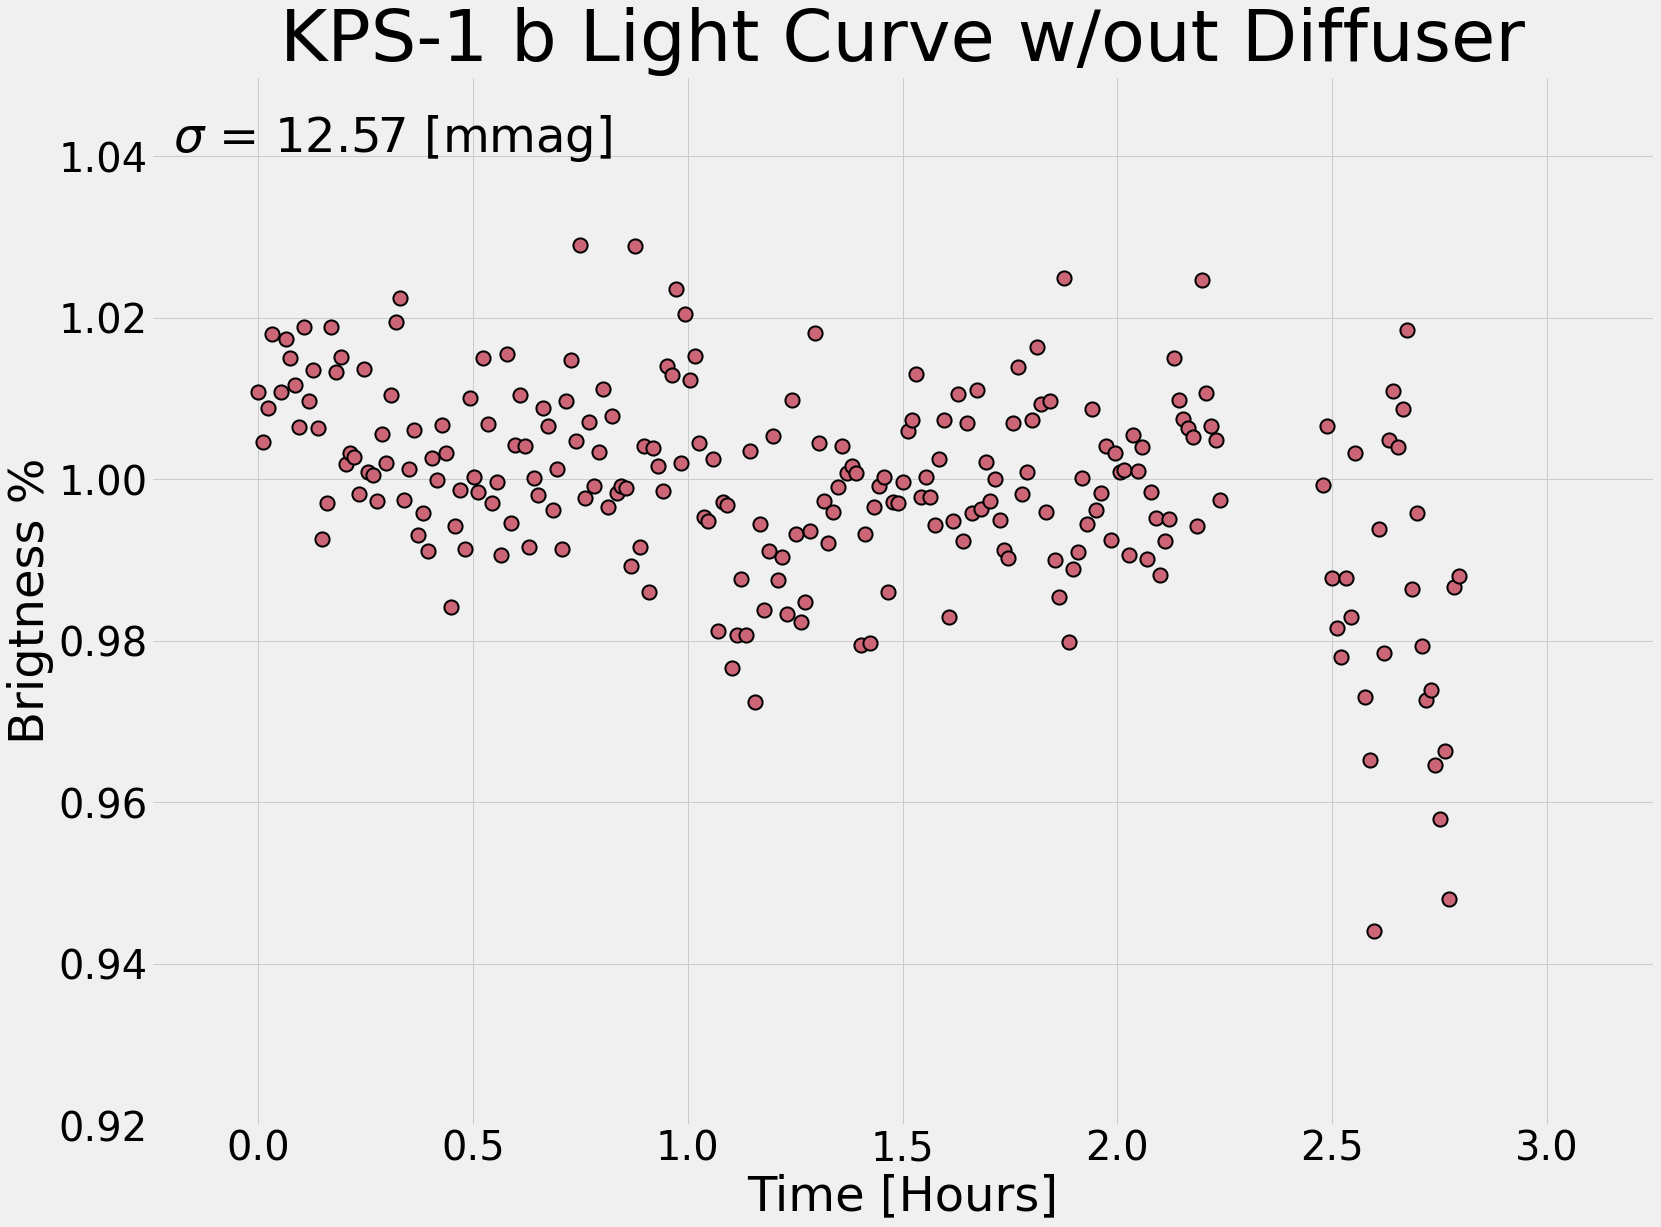 KPS-1 b Light Curve w/out Diffuser
σ = 12.57 [mmag]
1.04
1.02
1.00
0.98
0.96
0.94
0.92
Brigtness %
0.0 0.5 1.0 1.5 2.0 2.5 3.0
Time [Hours]